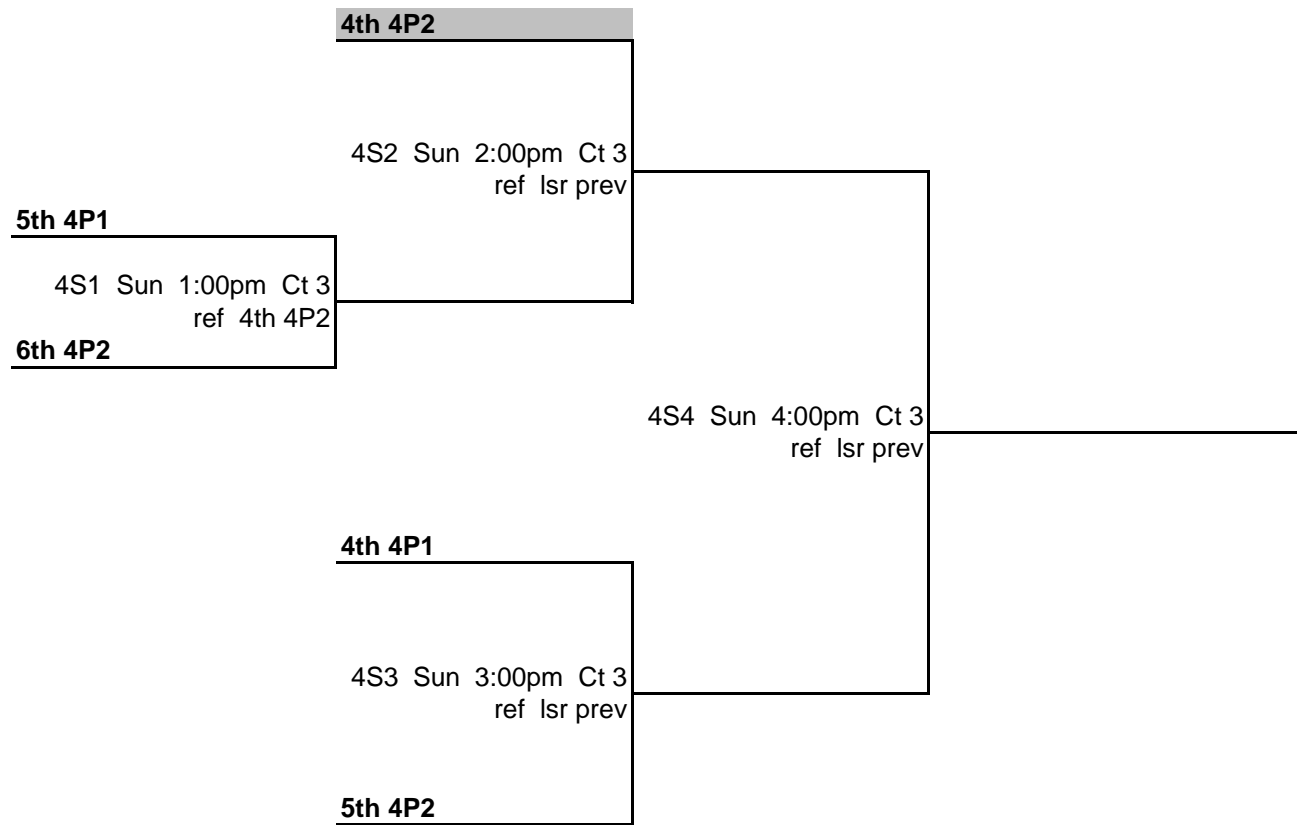 4th 4P2
4S2 Sun 2:00pm Ct 3
ref lsr prev
5th 4P1
4S1 Sun 1:00pm Ct 3
ref 4th 4P2
6th 4P2
4S4 Sun 4:00pm Ct 3
ref lsr prev
4th 4P1
4S3 Sun 3:00pm Ct 3
ref lsr prev
5th 4P2